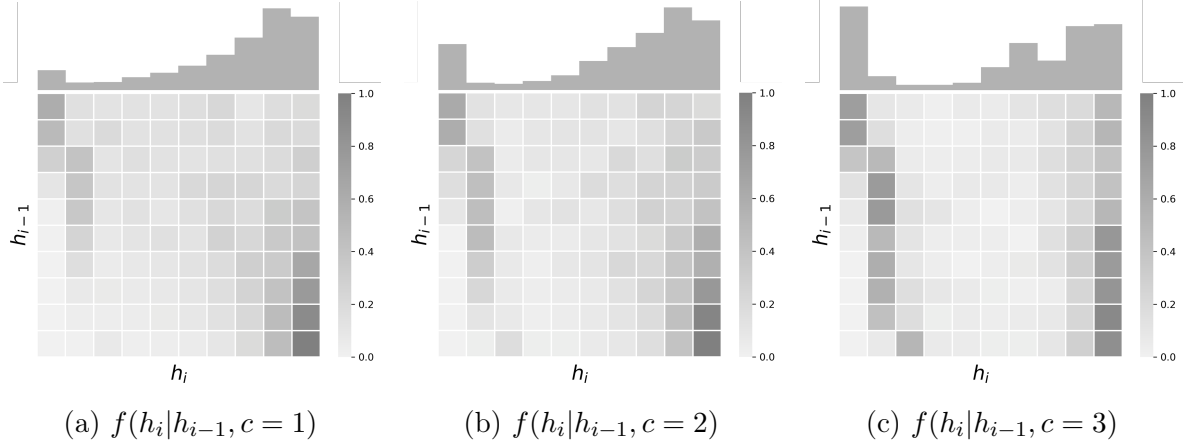 1.0
0.8
0.6
0.4
0.2
0.0
h_{i-1}
h_i
(a) f(h_i|h_{i-1}, c = 1)
1.0
0.8
0.6
0.4
0.2
0.0
h_{i-1}
h_i
(b) f(h_i|h_{i-1}, c = 2)
1.0
0.8
0.6
0.4
0.2
0.0
h_{i-1}
h_i
(c) f(h_i|h_{i-1}, c = 3)